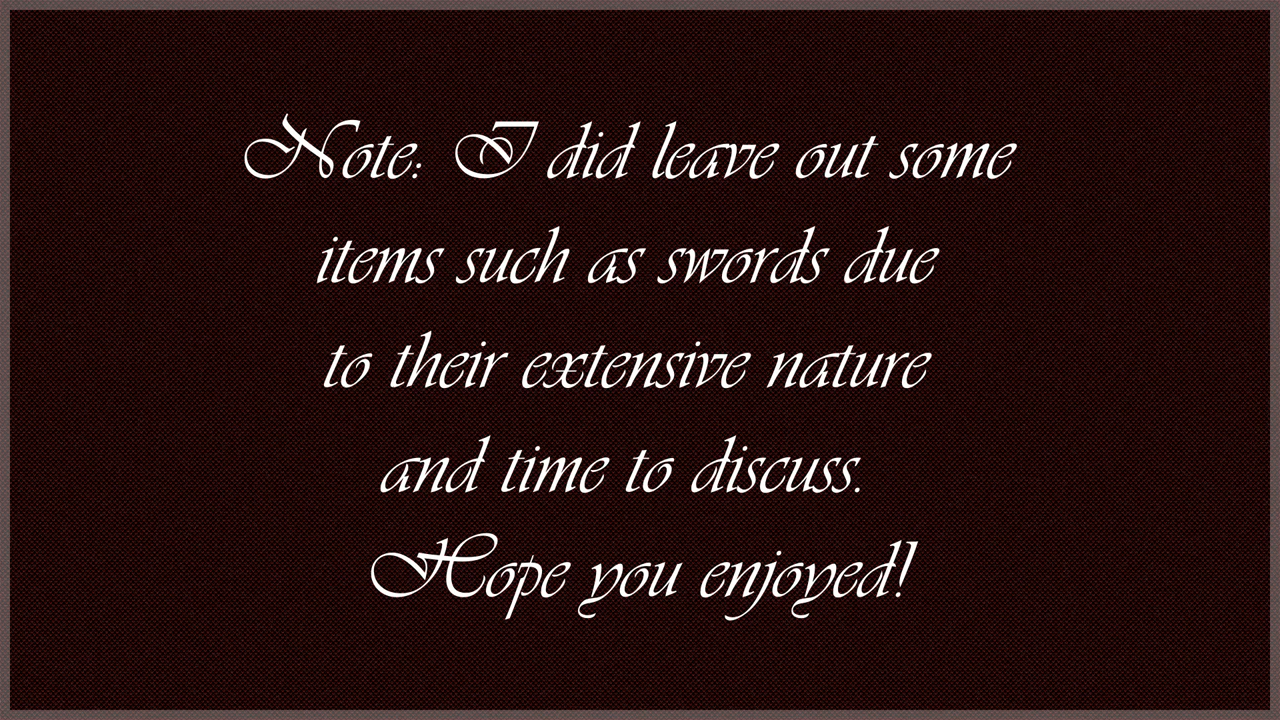 Note: I did leave out some
items such as swords due
to their extensive nature
and time to discuss.
Hope you enjoyed!